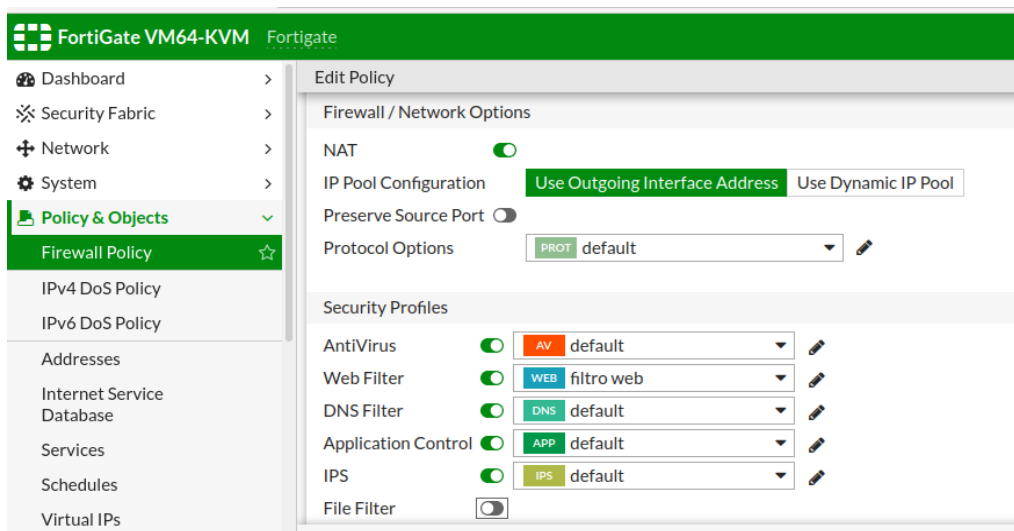 FortiGate VM64-KVM Fortigate
Dashboard
Security Fabric
Network
System
Policy & Objects
Firewall Policy
IPv4 DoS Policy
IPv6 DoS Policy
Addresses
Internet Service
Database
Services
Schedules
Virtual IPs
Edit Policy
Firewall / Network Options
NAT
IP Pool Configuration Use Outgoing Interface Address Use Dynamic IP Pool
Preserve Source Port
Protocol Options PROT default
Security Profiles
AntiVirus AV default
Web Filter WEB filtro web
DNS Filter DNS default
Application Control APP default
IPS IPS default
File Filter